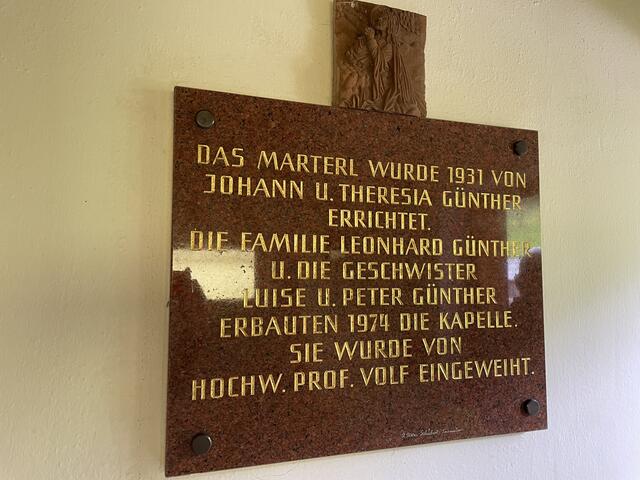 DAS MARTERL WURDE 1931 VON
JOHANN U. THERESIA GÜNTHER
ERRICHTET.
DIE FAMILIE LEONHARD GÜNTHER
U. DIE GESCHWISTER
LUISE U. PETER GÜNTHER
ERBAUTEN 1974 DIE KAPELLE.
SIE WURDE VON
HOCHW. PROF. VOLF EINGEWEIHT.